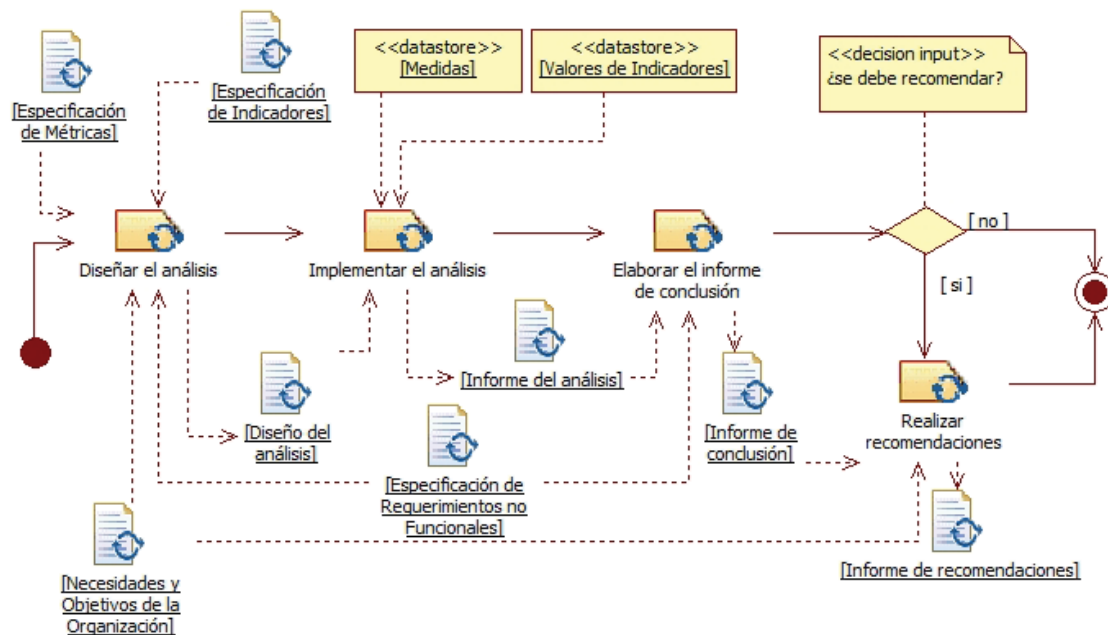 <<datastore>>
[Medidas]
<<datastore>>
[Valores de Indicadores]
<<decision input>>
¿se debe recomendar?
[Especificación
de Métricas]
[Especificación
de Indicadores]
[ no ]
Diseñar el análisis
Implementar el análisis
Elaborar el informe
de conclusión
[ si ]
[Informe del análisis]
[Diseño del
análisis]
[Informe de
conclusión]
Realizar
recomendaciones
[Especificación de
Requerimientos no
Funcionales]
[Necesidades y
Objetivos de la
Organización]
[Informe de recomendaciones]